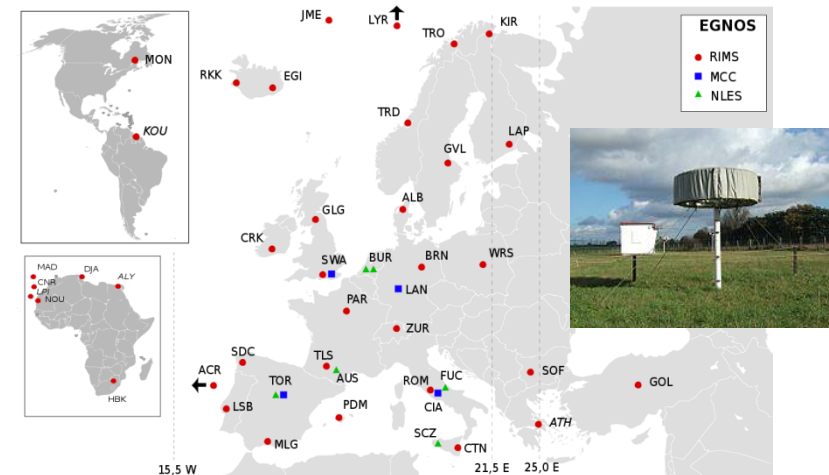 EGNOS
RIMS
MCC
NLES
JME
LYR
TRO
KIR
MON
KOU
RKK
EGI
TRD
LAP
GVL
ALB
GLG
CRK
SWA
BUR
BRN
WRS
LAN
PAR
ZUR
MAD
DJA
ALY
CNR
LPI
NOU
HBK
SDC
TLS
ACR
AUS
TOR
LSB
PDM
MLG
ROM
FUC
CIA
SCZ
CTN
SOF
GOL
ATH
15,5 W
21,5 E
25,0 E